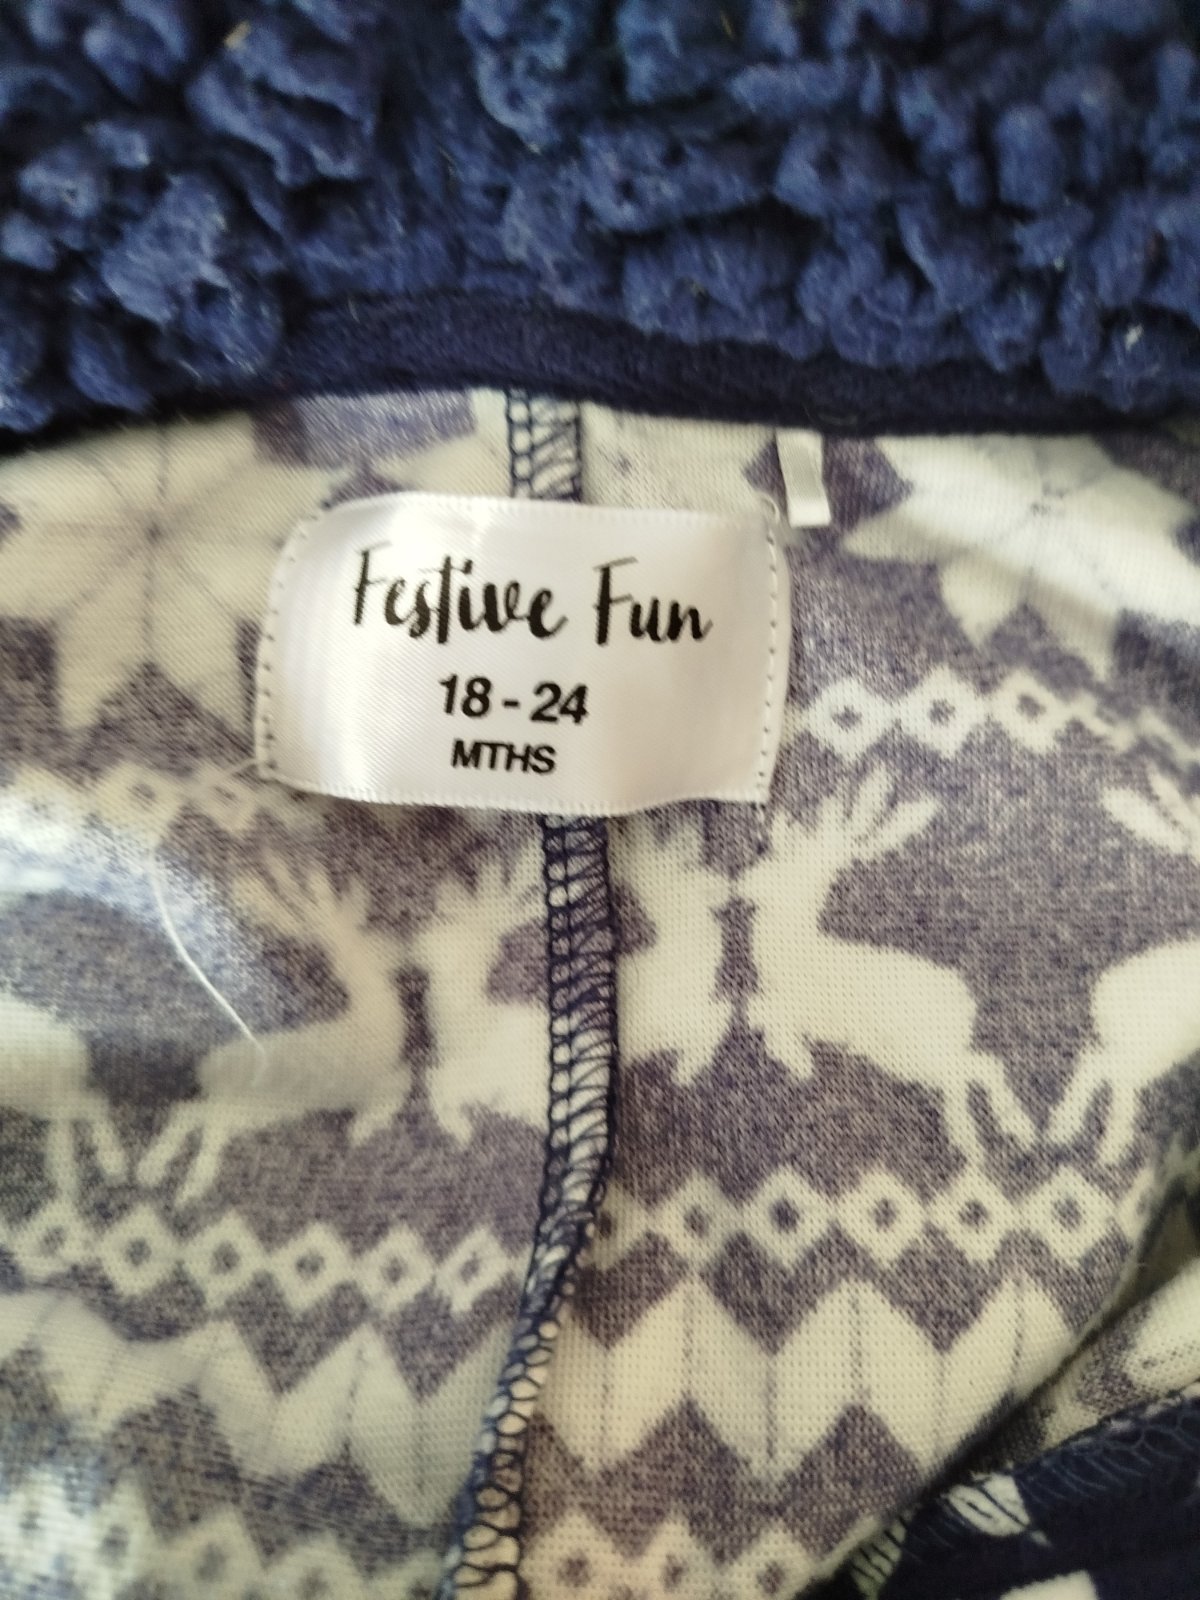 Festive Fun
18 - 24
MTHS